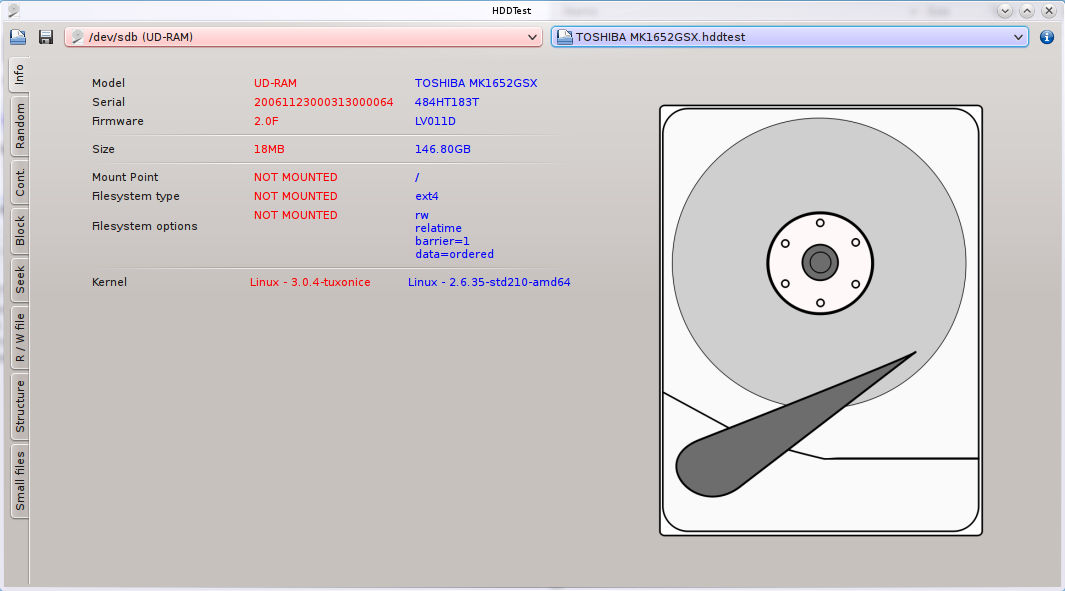 HDDTest
/dev/sdb (UD-RAM)
TOSHIBA MK1652GSX.hddtest
Info
Random
Cont.
Block
Seek
R / W file
Structure
Small files
Model UD-RAM TOSHIBA MK1652GSX
Serial 20061123000313000064 484HT183T
Firmware 2.0F LV011D
Size 18MB 146.80GB
Mount Point NOT MOUNTED /
Filesystem type NOT MOUNTED ext4
Filesystem options NOT MOUNTED rw
relatime
barrier=1
data=ordered
Kernel Linux - 3.0.4-tuxonice Linux - 2.6.35-std210-amd64